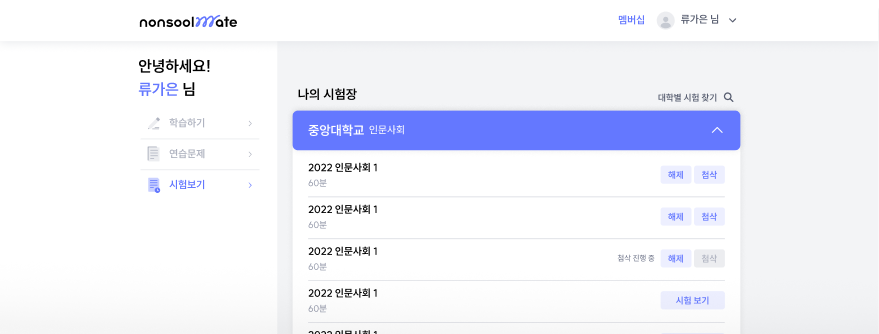 nonsoolmate
멤버십
류가은 님
안녕하세요!
류가은 님
학습하기
연습문제
시험보기
나의 시험장
대학별 시험 찾기
중앙대학교 인문사회
2022 인문사회 1
60분
해제 첨삭
2022 인문사회 1
60분
해제 첨삭
2022 인문사회 1
60분
첨삭 진행 중 해제 첨삭
2022 인문사회 1
60분
시험 보기